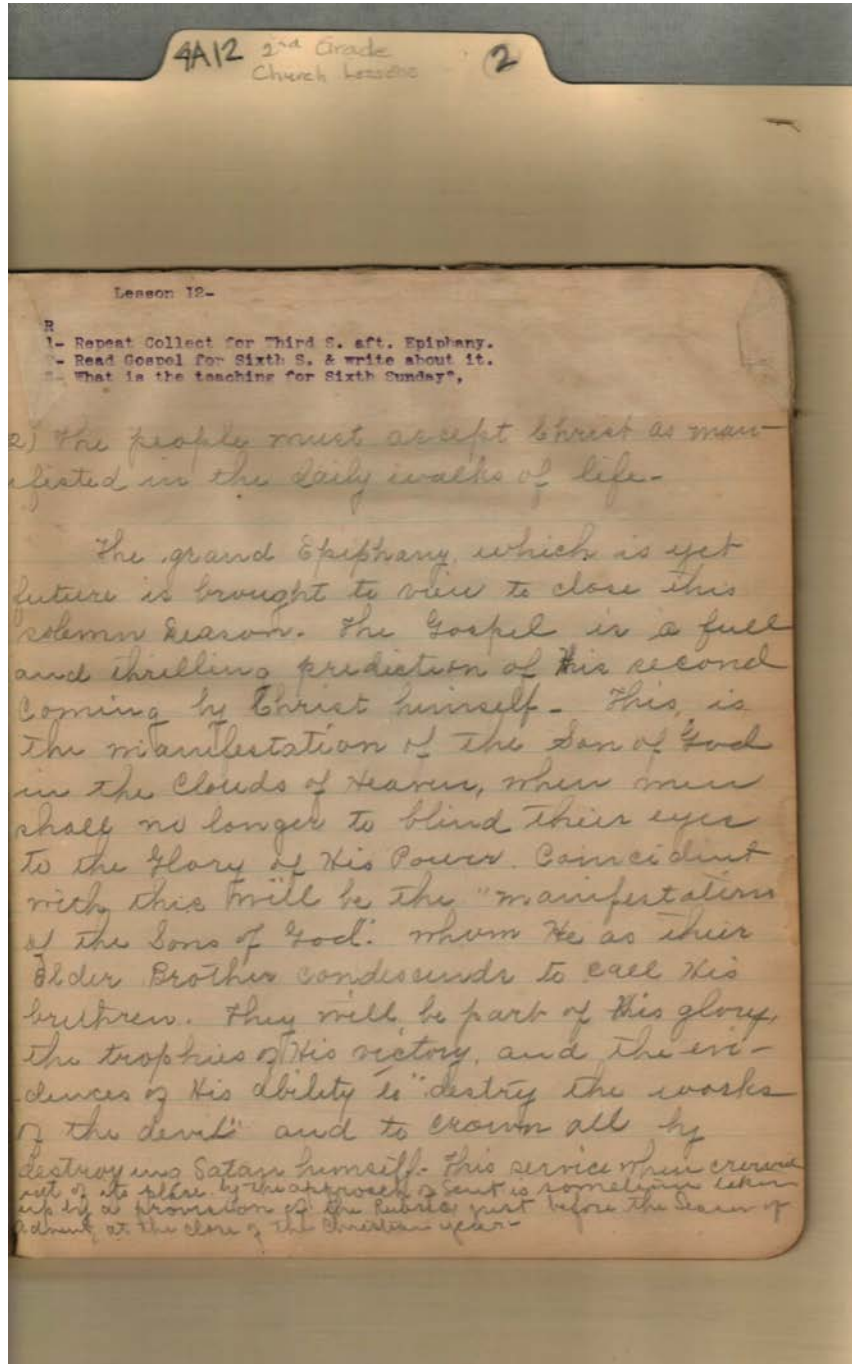 4A12 2nd Grade
Church Lessons
2
Lesson 12-
R
1- Repeat Collect for Third S. aft. Epiphany.
- Read Gospel for Sixth S. & write about it.
- What is the teaching for Sixth Sunday",
2) The people must accept Christ as man-
ifested in the daily walks of life-
The grand Epiphany, which is yet
future is brought to view to close this
solemn Season. The Gospel is a full
and thrilling prediction of His second
Coming by Christ himself- This, is
the manifestation of the Son of God
in the Clouds of Heaven, when men
shall no longer to blind their eyes
to the Glory of His Power. Coincident
with this will be the "manifestation
of the Sons of God". whom He as their
Elder Brother condescends to call His
brethren. They will be part of His glory,
the trophies of His victory, and the evi-
dences of His ability to "destry the works
of the devil" and to crown all by
destroying Satan himself- This service when crowded
out of its place by the approach of Lent is sometimes taken
up by a provision of the Rubric, just before the Season of
Advent, at the close of the Christian year-